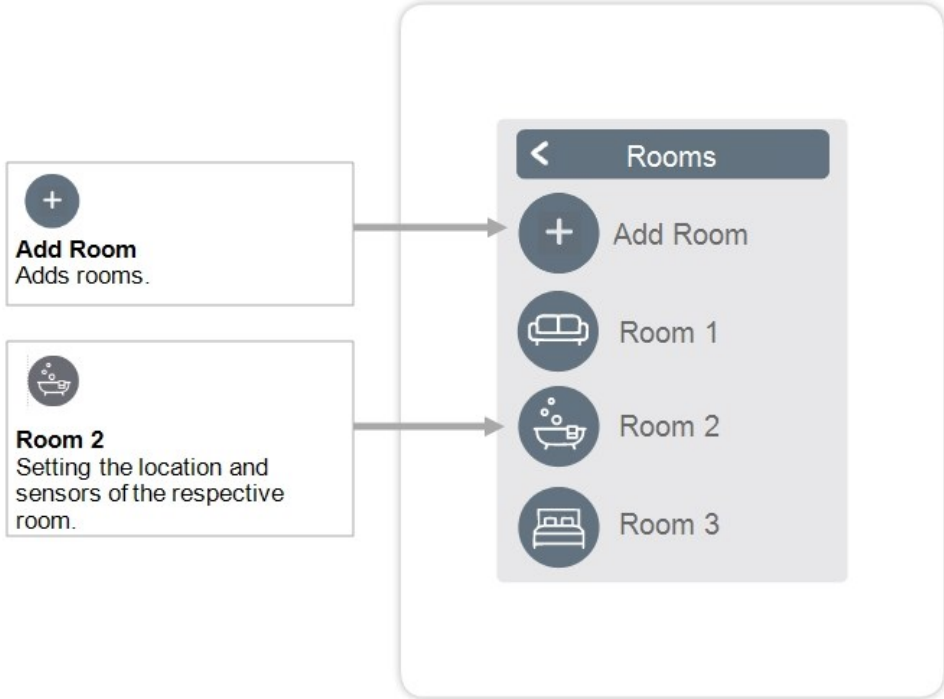 Add Room
Adds rooms.
Room 2
Setting the location and
sensors of the respective
room.
Rooms
Add Room
Room 1
Room 2
Room 3